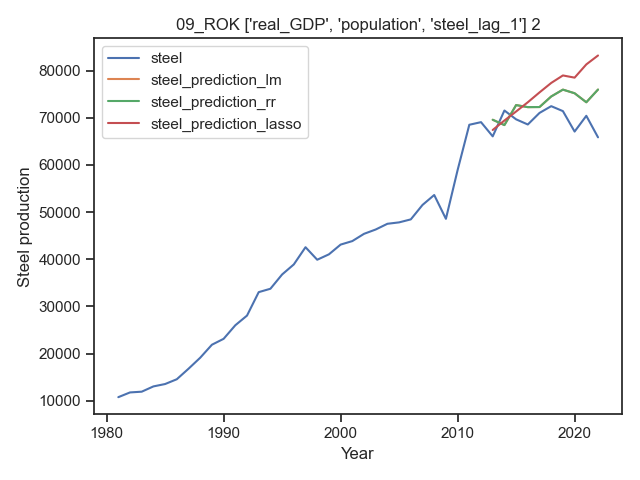 09_ROK ['real_GDP', 'population', 'steel_lag_1'] 2
steel
steel_prediction_lm
steel_prediction_rr
steel_prediction_lasso
Steel production
80000
70000
60000
50000
40000
30000
20000
10000
1980
1990
2000
2010
2020
Year